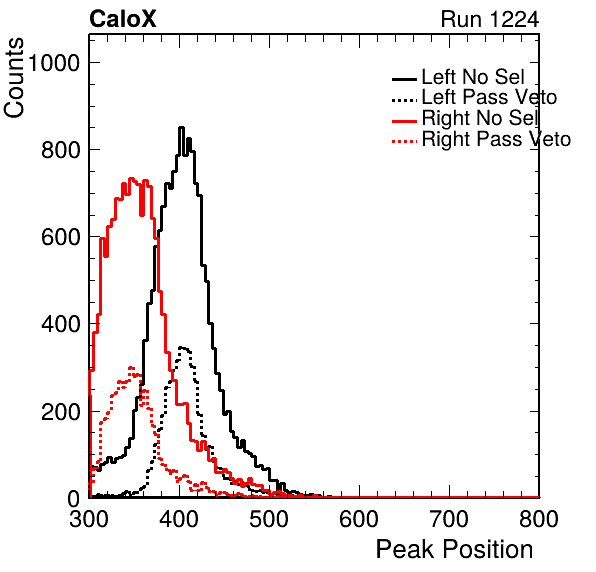 CaloX Run 1224
Counts
1000
800
600
400
200
0
Left No Sel
Left Pass Veto
Right No Sel
Right Pass Veto
300 400 500 600 700 800
Peak Position